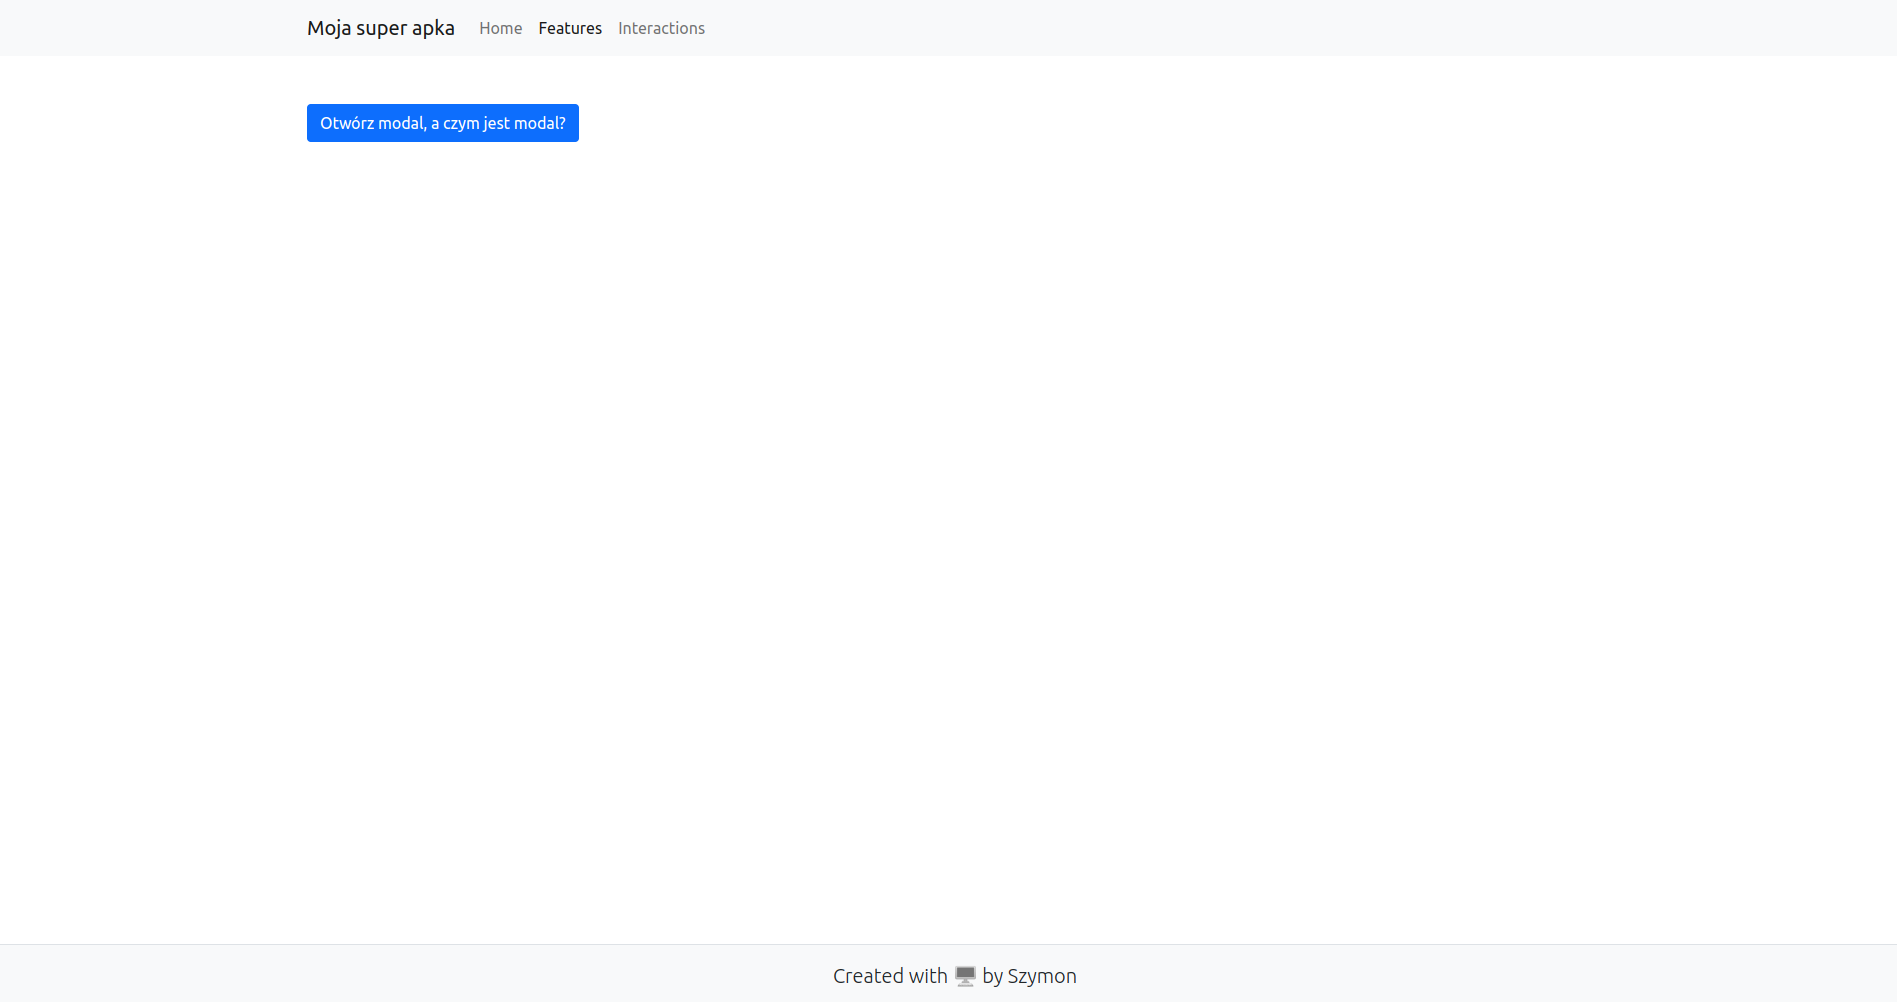 Moja super apka Home Features Interactions
Otwórz modal, a czym jest modal?
Created with 🖥️ by Szymon